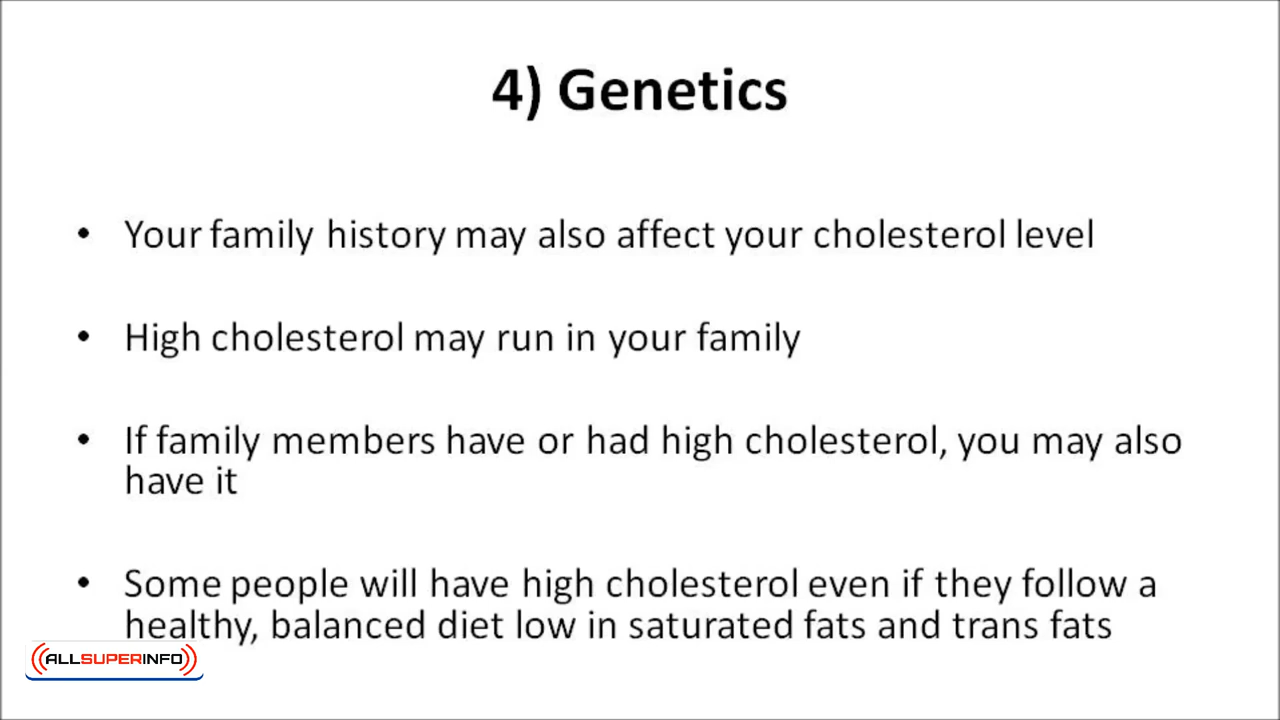 4) Genetics
• Your family history may also affect your cholesterol level
• High cholesterol may run in your family
• If family members have or had high cholesterol, you may also
have it
• Some people will have high cholesterol even if they follow a
healthy, balanced diet low in saturated fats and trans fats
ALLSUPERINFO